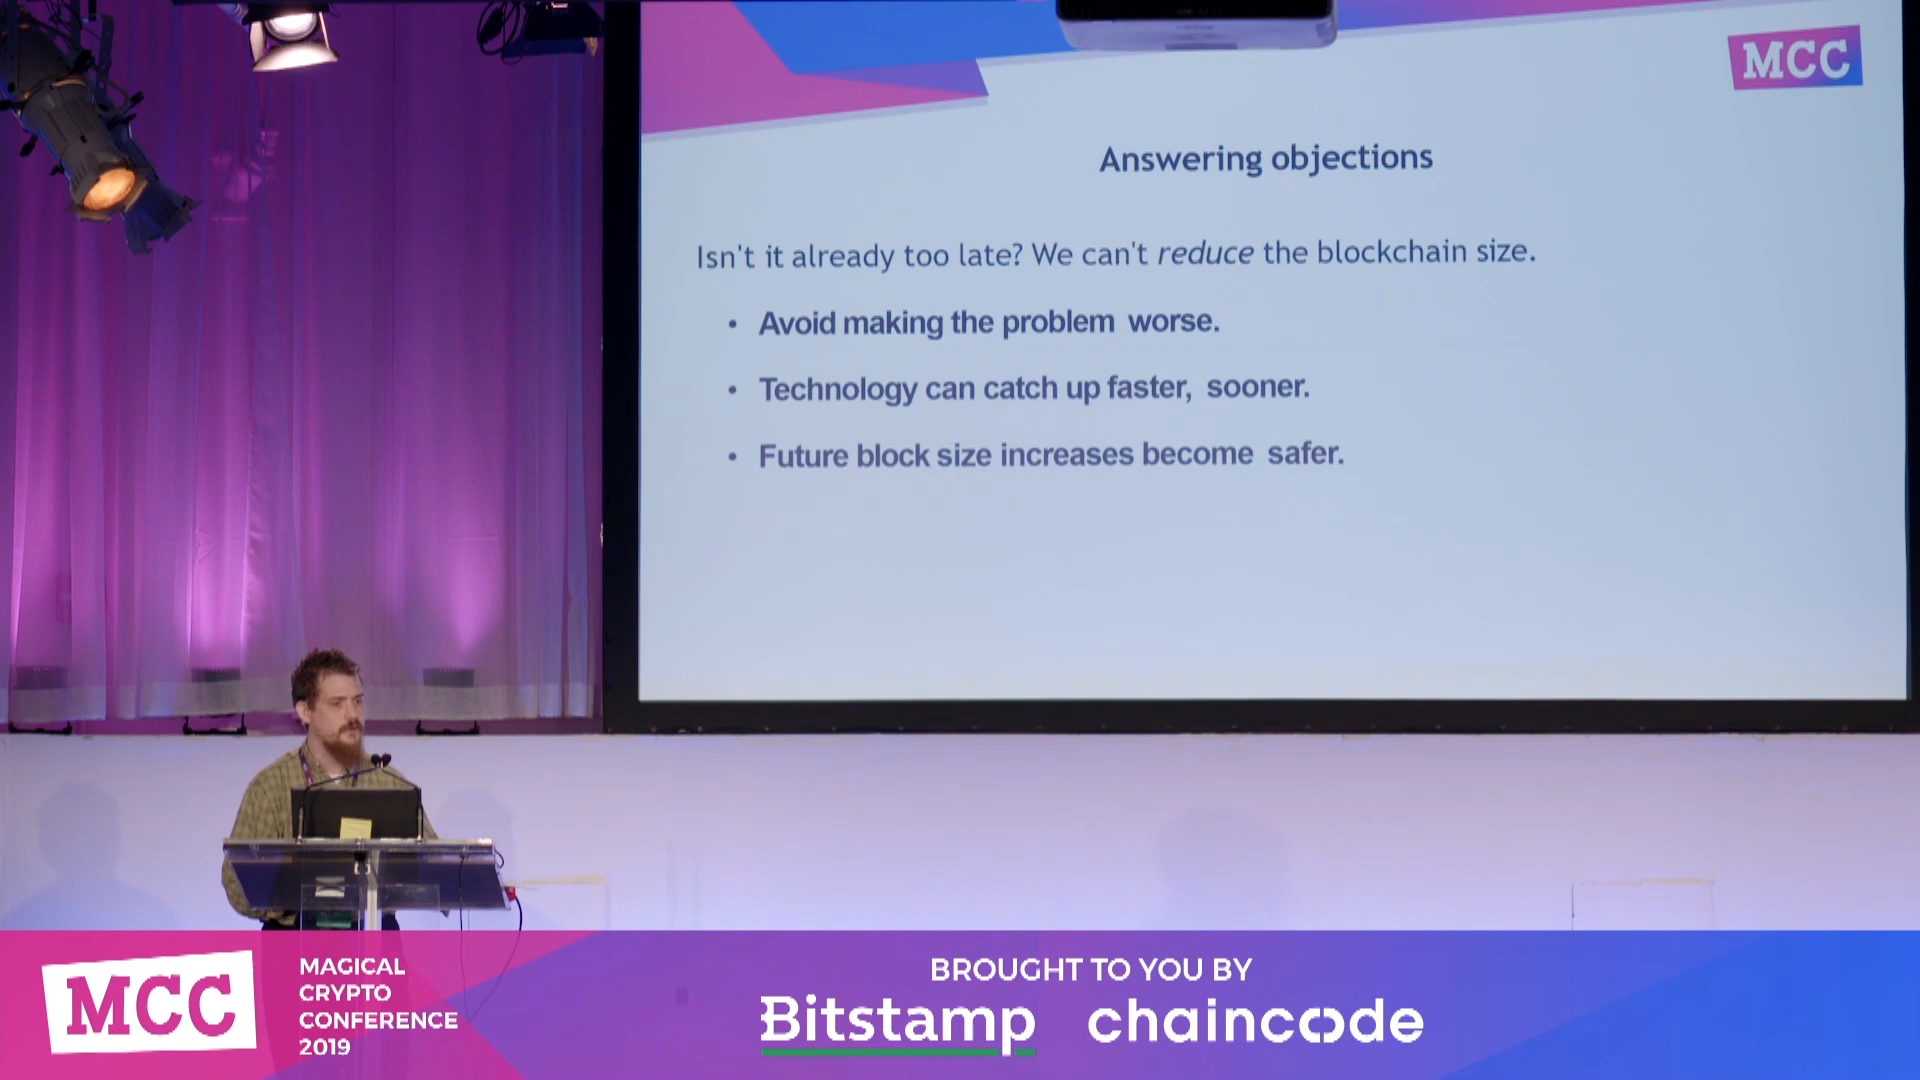 MCC
Answering objections
Isn't it already too late? We can't reduce the blockchain size.
• Avoid making the problem worse.
• Technology can catch up faster, sooner.
• Future block size increases become safer.
MCC
MAGICAL
CRYPTO
CONFERENCE
2019
BROUGHT TO YOU BY
Bitstamp chaincode